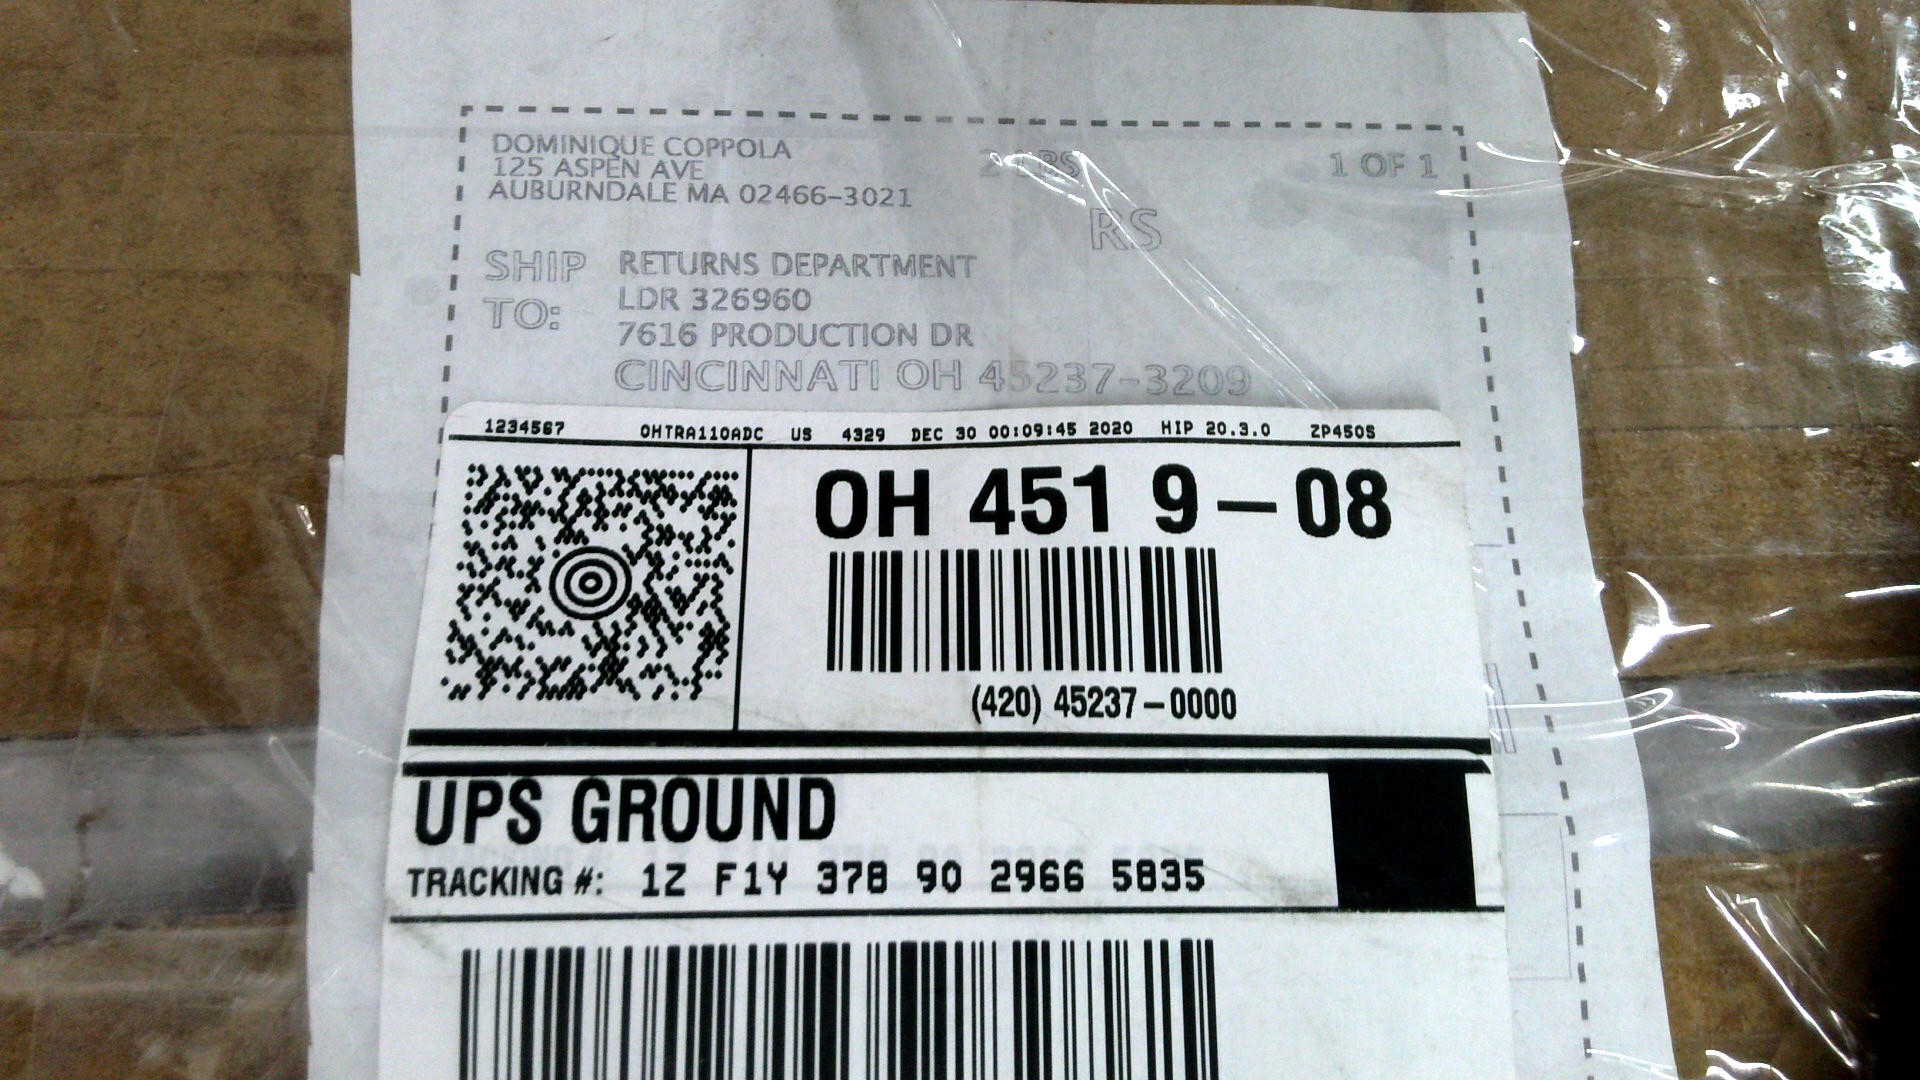 DOMINIQUE COPPOLA
125 ASPEN AVE
AUBURNDALE MA 02466-3021
2 LBS
1 OF 1
RS
SHIP TO:
RETURNS DEPARTMENT
LDR 326960
7616 PRODUCTION DR
CINCINNATI OH 45237-3209
1234567 OHTRA110ADC US 4329 DEC 30 00:09:45 2020 HIP 20.3.0 ZP450S
OH 451 9-08
(420) 45237-0000
UPS GROUND
TRACKING #: 1Z F1Y 378 90 2966 5835